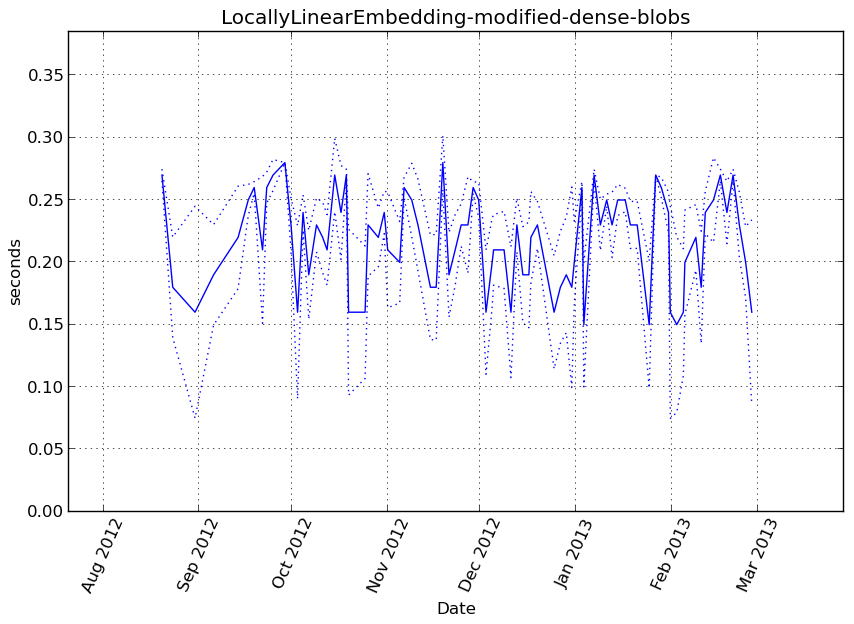 LocallyLinearEmbedding-modified-dense-blobs
0.35
0.30
0.25
0.20
0.15
0.10
0.05
0.00
seconds
Aug 2012
Sep 2012
Oct 2012
Nov 2012
Dec 2012
Jan 2013
Feb 2013
Mar 2013
Date